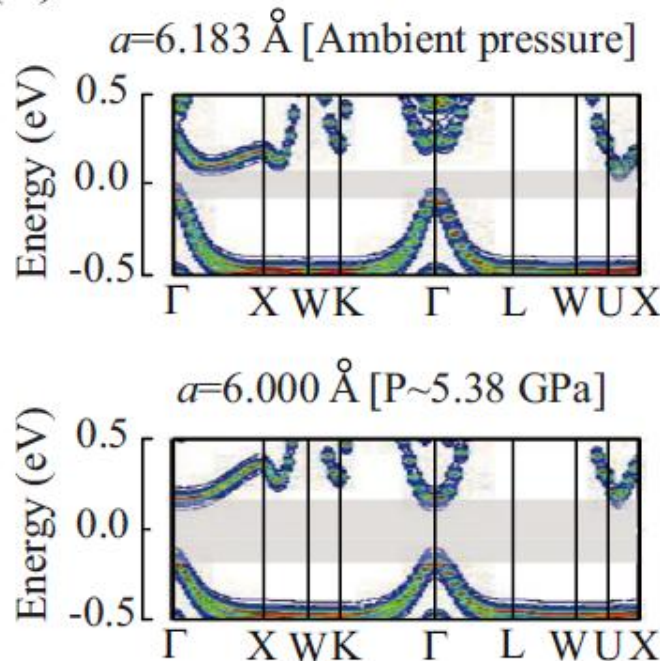 a=6.183 Å [Ambient pressure]
Energy (eV)
0.5
0.0
-0.5
Γ X W K Γ L W U X
a=6.000 Å [P~5.38 GPa]
Energy (eV)
0.5
0.0
-0.5
Γ X W K Γ L W U X